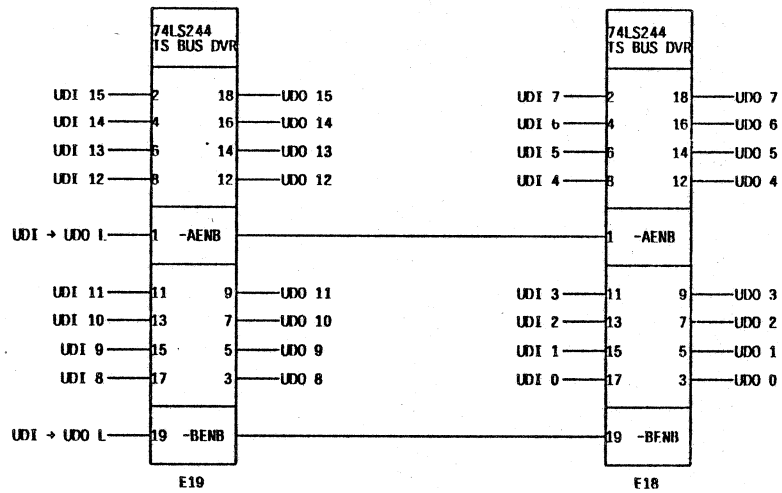 74LS244
TS BUS DVR
UDI 15 2 18 UDO 15
UDI 14 4 16 UDO 14
UDI 13 6 14 UDO 13
UDI 12 8 12 UDO 12
UDI → UDO L 1 -AENB
UDI 11 11 9 UDO 11
UDI 10 13 7 UDO 10
UDI 9 15 5 UDO 9
UDI 8 17 3 UDO 8
UDI → UDO L 19 -BENB
E19
74LS244
TS BUS DVR
UDI 7 2 18 UDO 7
UDI 6 4 16 UDO 6
UDI 5 6 14 UDO 5
UDI 4 8 12 UDO 4
1 -AENB
UDI 3 11 9 UDO 3
UDI 2 13 7 UDO 2
UDI 1 15 5 UDO 1
UDI 0 17 3 UDO 0
19 -BENB
E18